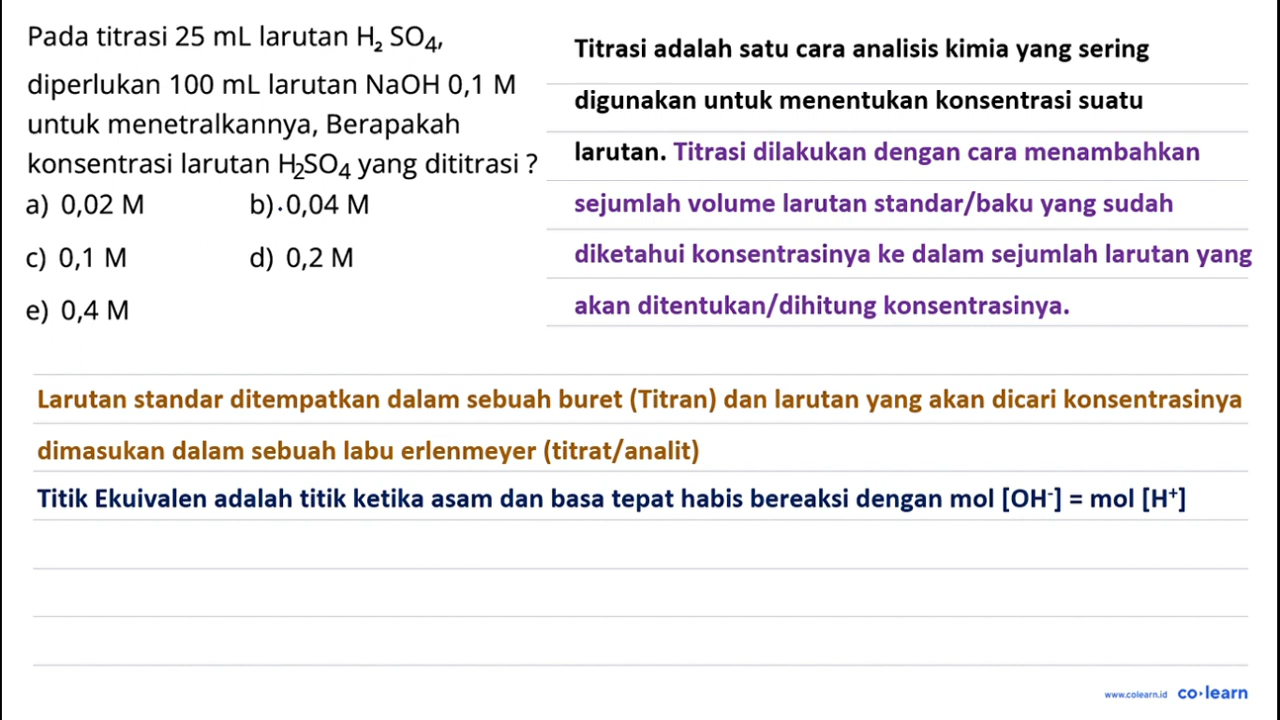 Pada titrasi 25 mL larutan H₂ SO₄,
diperlukan 100 mL larutan NaOH 0,1 M
untuk menetralkannya, Berapakah
konsentrasi larutan H₂SO₄ yang dititrasi ?
a) 0,02 M b)·0,04 M
c) 0,1 M d) 0,2 M
e) 0,4 M
Titrasi adalah satu cara analisis kimia yang sering
digunakan untuk menentukan konsentrasi suatu
larutan. Titrasi dilakukan dengan cara menambahkan
sejumlah volume larutan standar/baku yang sudah
diketahui konsentrasinya ke dalam sejumlah larutan yang
akan ditentukan/dihitung konsentrasinya.
Larutan standar ditempatkan dalam sebuah buret (Titran) dan larutan yang akan dicari konsentrasinya
dimasukan dalam sebuah labu erlenmeyer (titrat/analit)
Titik Ekuivalen adalah titik ketika asam dan basa tepat habis bereaksi dengan mol [OH⁻] = mol [H⁺]
www.colearn.id co·learn